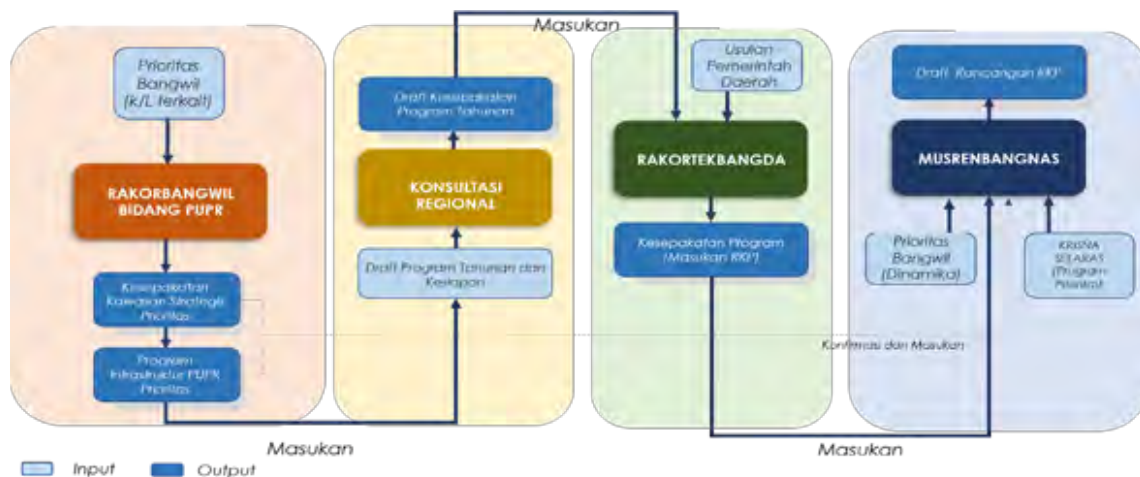 Masukan
Prioritas
Bangwil
(k/L terkait)
RAKORBANGWIL
BIDANG PUPR
Kesepakatan
Kawasan Strategis
Prioritas
Program
Infrastruktur PUPR
Prioritas
Masukan
Draft Kesepakatan
Program Tahunan
KONSULTASI
REGIONAL
Draft Program Tahunan dan
Kesiapan
Usulan
Pemerintah
Daerah
RAKORTEKBANGDA
Kesepakatan Program
(Masukan RKP)
Draft Rancangan RKP
MUSRENBANGNAS
Prioritas
Bangwil
(Dinamika)
KRISNA
SELARAS
(Program
Prioritas)
Konfirmasi dan Masukan
Masukan
Input
Output